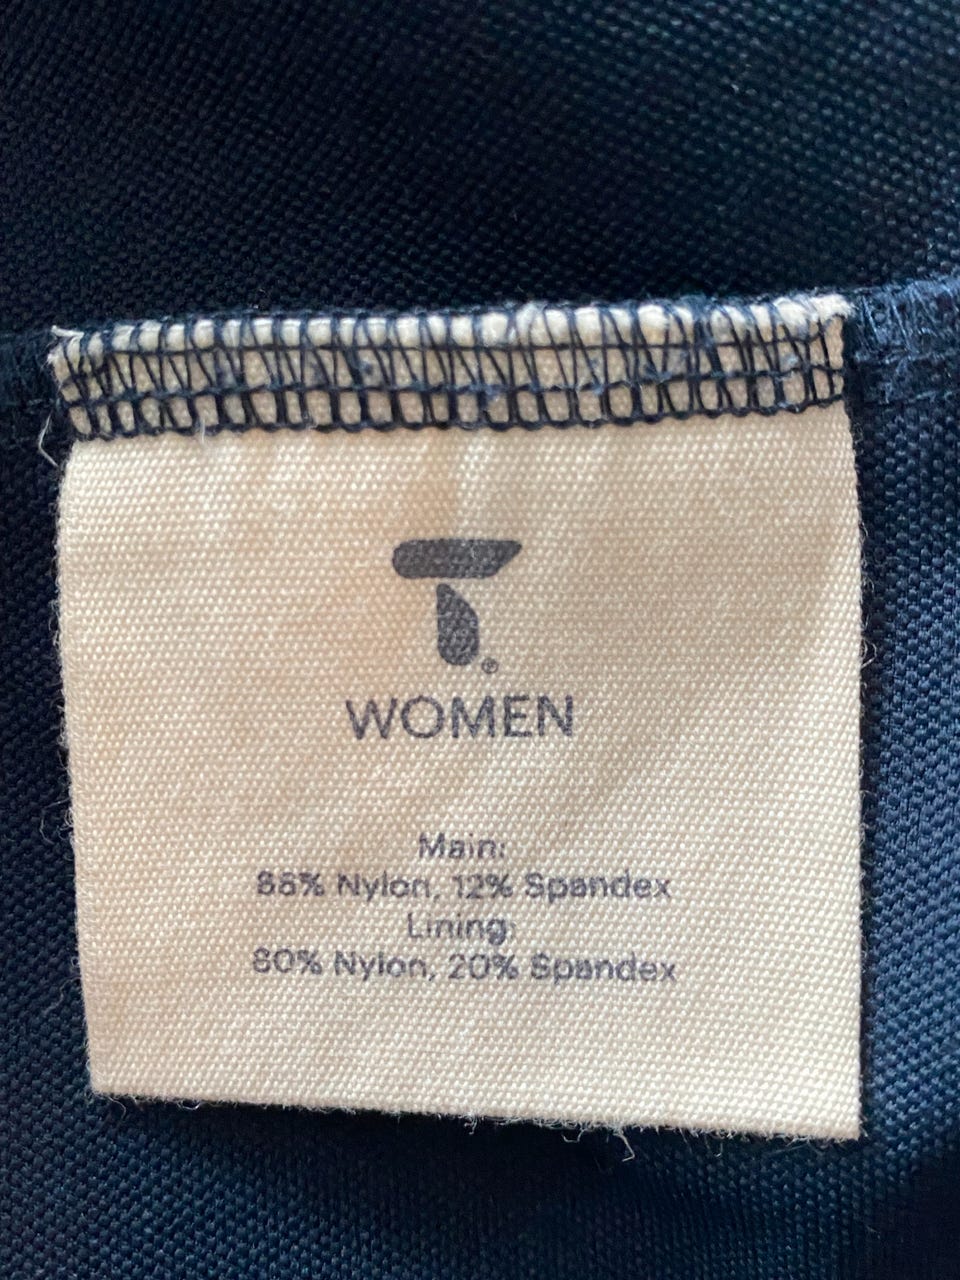 T®
WOMEN
Main:
88% Nylon, 12% Spandex
Lining:
80% Nylon, 20% Spandex